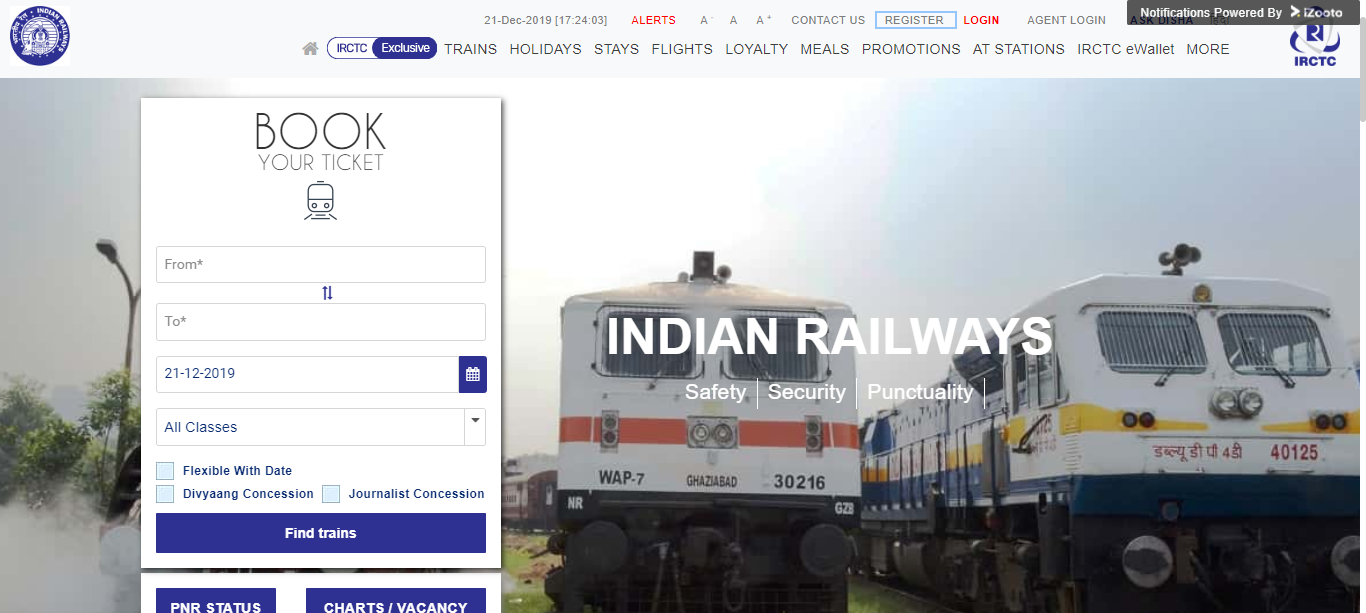 INDIAN RAILWAYS
21-Dec-2019 [17:24:03] ALERTS A- A A+ CONTACT US REGISTER LOGIN AGENT LOGIN ASK DISHA
Notifications Powered By iZooto
IRCTC Exclusive TRAINS HOLIDAYS STAYS FLIGHTS LOYALTY MEALS PROMOTIONS AT STATIONS IRCTC eWallet MORE
IRCTC
BOOK
YOUR TICKET
From*
To*
21-12-2019
All Classes
Flexible With Date
Divyaang Concession Journalist Concession
Find trains
PNR STATUS CHARTS / VACANCY
INDIAN RAILWAYS
Safety Security Punctuality
WAP-7 GHAZIABAD 30216
NR GZB
40125
डब्ल्यू डी पी 4डी 40125